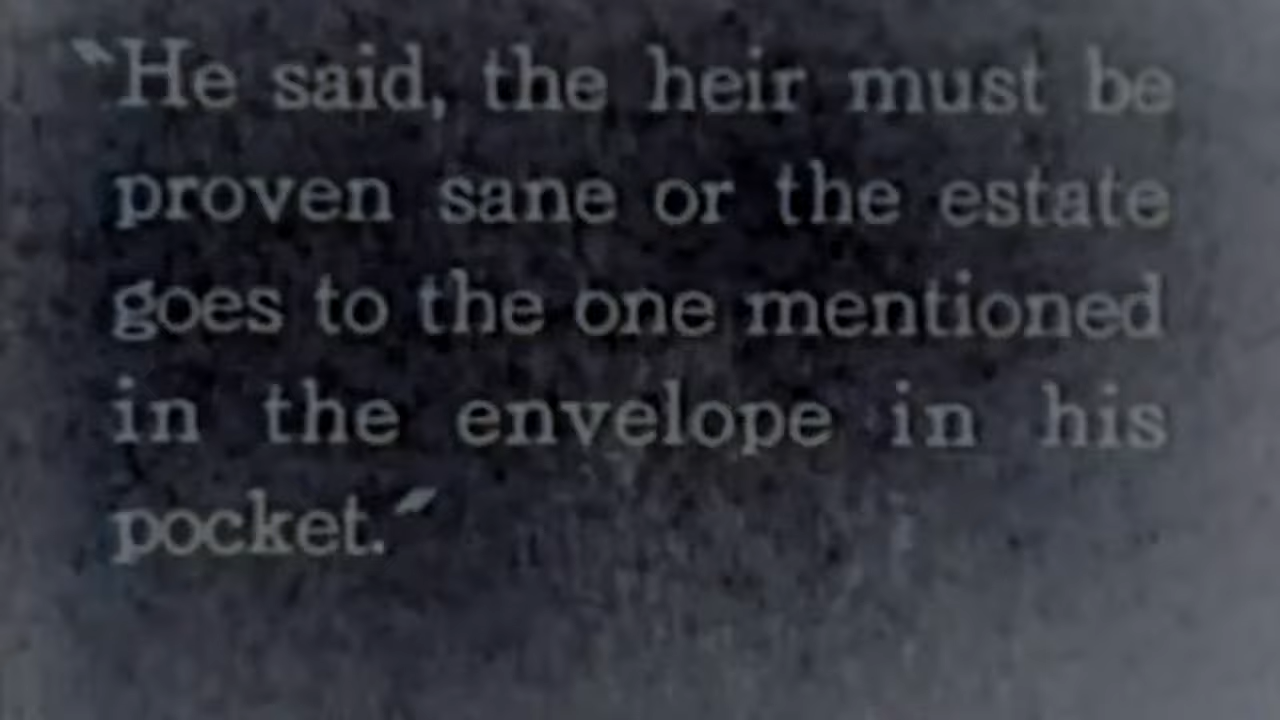 "He said, the heir must be
proven sane or the estate
goes to the one mentioned
in the envelope in his
pocket."